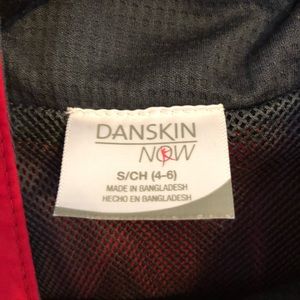 DANSKIN
NOW
S/CH (4-6)
MADE IN BANGLADESH
HECHO EN BANGLADESH